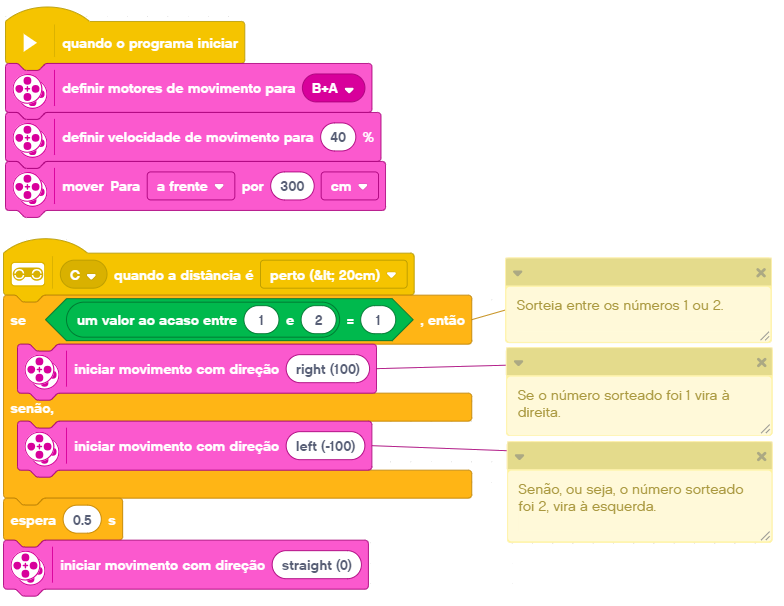 quando o programa iniciar
definir motores de movimento para B+A
definir velocidade de movimento para 40 %
mover Para a frente por 300 cm
C quando a distância é perto (&lt; 20cm)
se um valor ao acaso entre 1 e 2 = 1 , então
Sorteia entre os números 1 ou 2.
iniciar movimento com direção right (100)
Se o número sorteado foi 1 vira à
direita.
senão,
iniciar movimento com direção left (-100)
Senão, ou seja, o número sorteado
foi 2, vira à esquerda.
espera 0.5 s
iniciar movimento com direção straight (0)